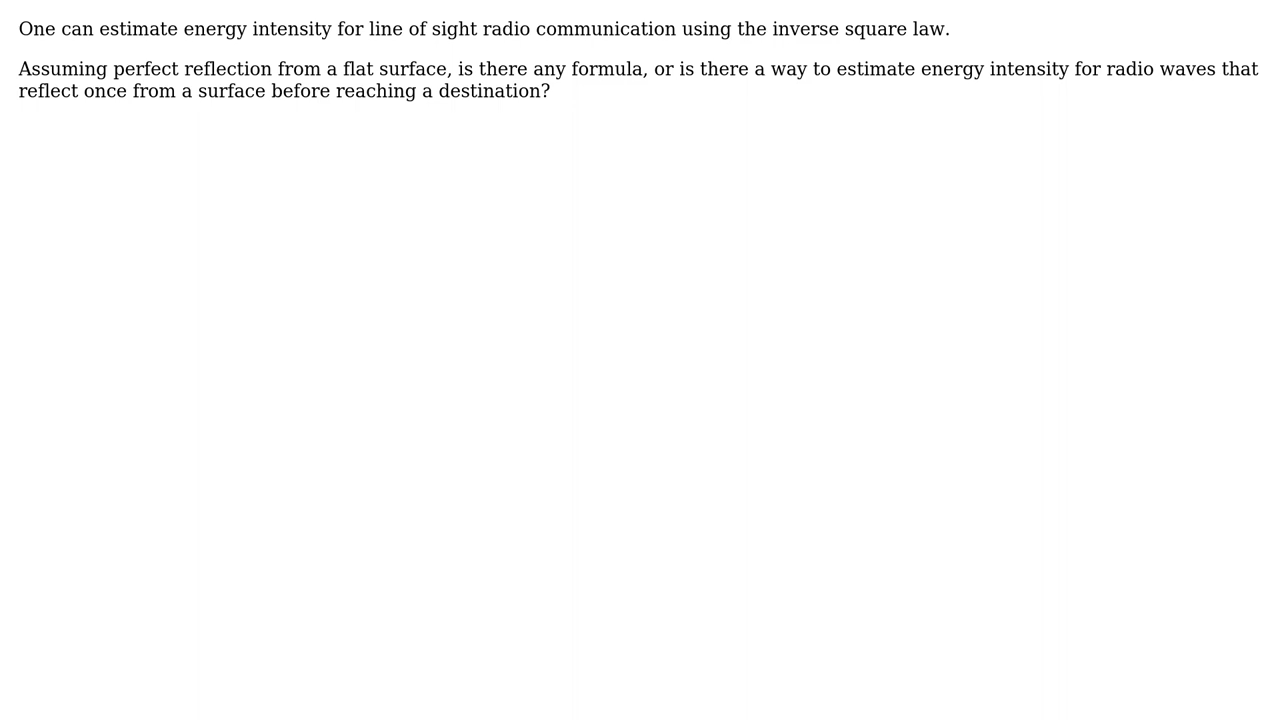 One can estimate energy intensity for line of sight radio communication using the inverse square law.
Assuming perfect reflection from a flat surface, is there any formula, or is there a way to estimate energy intensity for radio waves that
reflect once from a surface before reaching a destination?